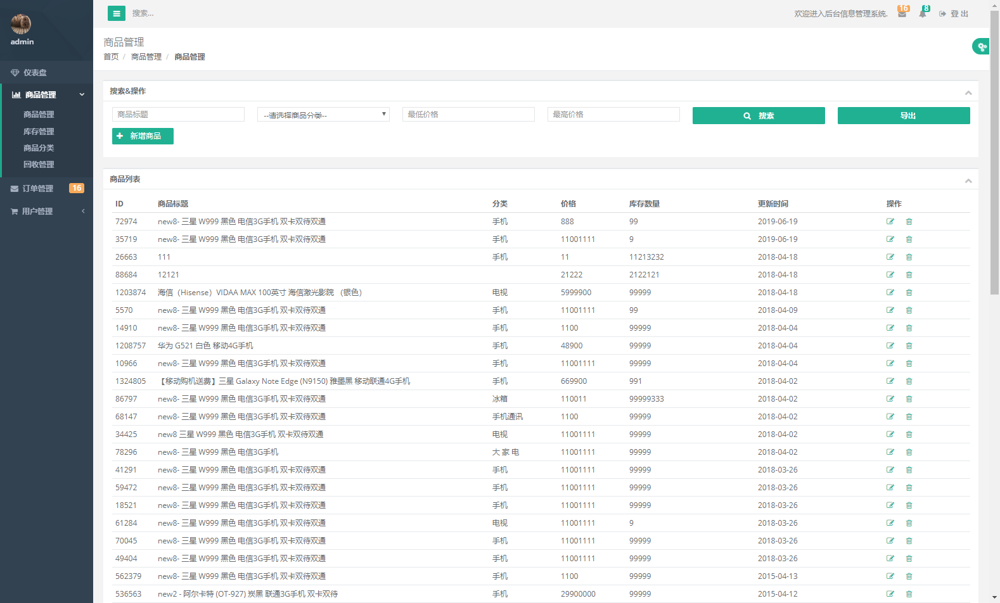 搜索...
欢迎进入后台信息管理系统.
16
8
登 出
admin
仪表盘
商品管理
商品管理
库存管理
商品分类
回收管理
订单管理 16
用户管理
商品管理
首页 / 商品管理 / 商品管理
搜索&操作
商品标题 --请选择商品分类-- 最低价格 最高价格 搜索 导出
新增商品
商品列表
ID 商品标题 分类 价格 库存数量 更新时间 操作
72974 new8- 三星 W999 黑色 电信3G手机 双卡双待双通 手机 888 99 2019-06-19
35719 new8- 三星 W999 黑色 电信3G手机 双卡双待双通 手机 11001111 9 2019-06-19
26663 111 手机 11 11213232 2018-04-18
88684 12121 21222 2122121 2018-04-18
1203874 海信（Hisense）VIDAA MAX 100英寸 海信激光影院 （银色） 电视 5999900 99999 2018-04-18
5570 new8- 三星 W999 黑色 电信3G手机 双卡双待双通 手机 11001111 99 2018-04-09
14910 new8- 三星 W999 黑色 电信3G手机 双卡双待双通 手机 1100 99999 2018-04-04
1208757 华为 G521 白色 移动4G手机 手机 48900 99999 2018-04-04
10966 new8- 三星 W999 黑色 电信3G手机 双卡双待双通 手机 11001111 99999 2018-04-04
1324805 【移动购机送费】三星 Galaxy Note Edge (N9150) 雅墨黑 移动联通4G手机 手机 669900 991 2018-04-02
86797 new8- 三星 W999 黑色 电信3G手机 双卡双待双通 冰箱 110011 99999333 2018-04-02
68147 new8- 三星 W999 黑色 电信3G手机 双卡双待双通 手机通讯 1100 99999 2018-04-02
34425 new8 三星 W999 黑色 电信3G手机 双卡双待双通 电视 11001111 99999 2018-04-02
78296 new8- 三星 W999 黑色 电信3G手机 大 家 电 11001111 99999 2018-04-02
41291 new8- 三星 W999 黑色 电信3G手机 双卡双待双通 手机 11001111 99999 2018-03-26
59472 new8- 三星 W999 黑色 电信3G手机 双卡双待双通 手机 11001111 99999 2018-03-26
18521 new8- 三星 W999 黑色 电信3G手机 双卡双待双通 手机 11001111 99999 2018-03-26
61284 new8- 三星 W999 黑色 电信3G手机 双卡双待双通 电视 11001111 9 2018-03-26
70045 new8- 三星 W999 黑色 电信3G手机 双卡双待双通 手机 11001111 99999 2018-03-26
49404 new8- 三星 W999 黑色 电信3G手机 双卡双待双通 手机 11001111 99999 2018-03-26
562379 new8- 三星 W999 黑色 电信3G手机 双卡双待双通 手机 1100 99999 2015-04-13
536563 new2 - 阿尔卡特 (OT-927) 炭黑 联通3G手机 双卡双待 手机 29900000 99999 2015-04-12